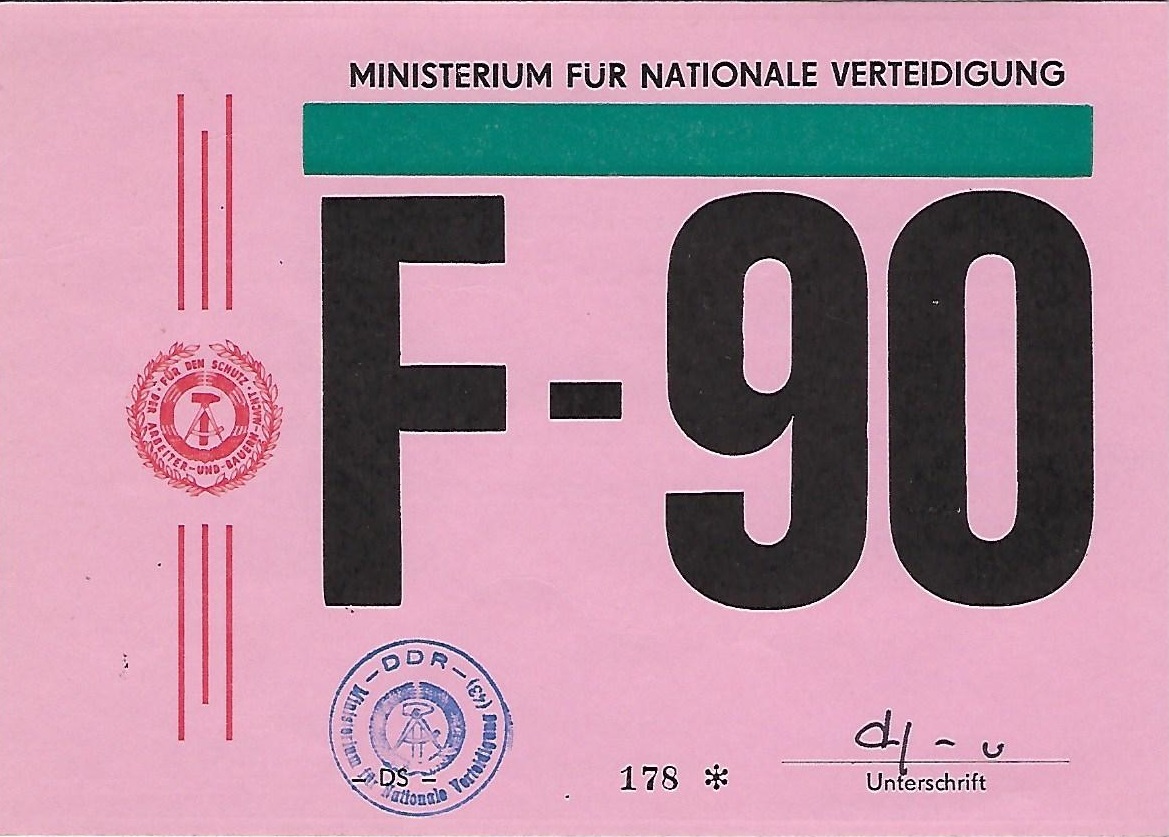 MINISTERIUM FÜR NATIONALE VERTEIDIGUNG
F-90
FÜR DEN SCHUTZ · DER ARBEITER-UND-BAUERN-MACHT
–DDR–
Ministerium für Nationale Verteidigung (43)
– DS –
178 *
Unterschrift